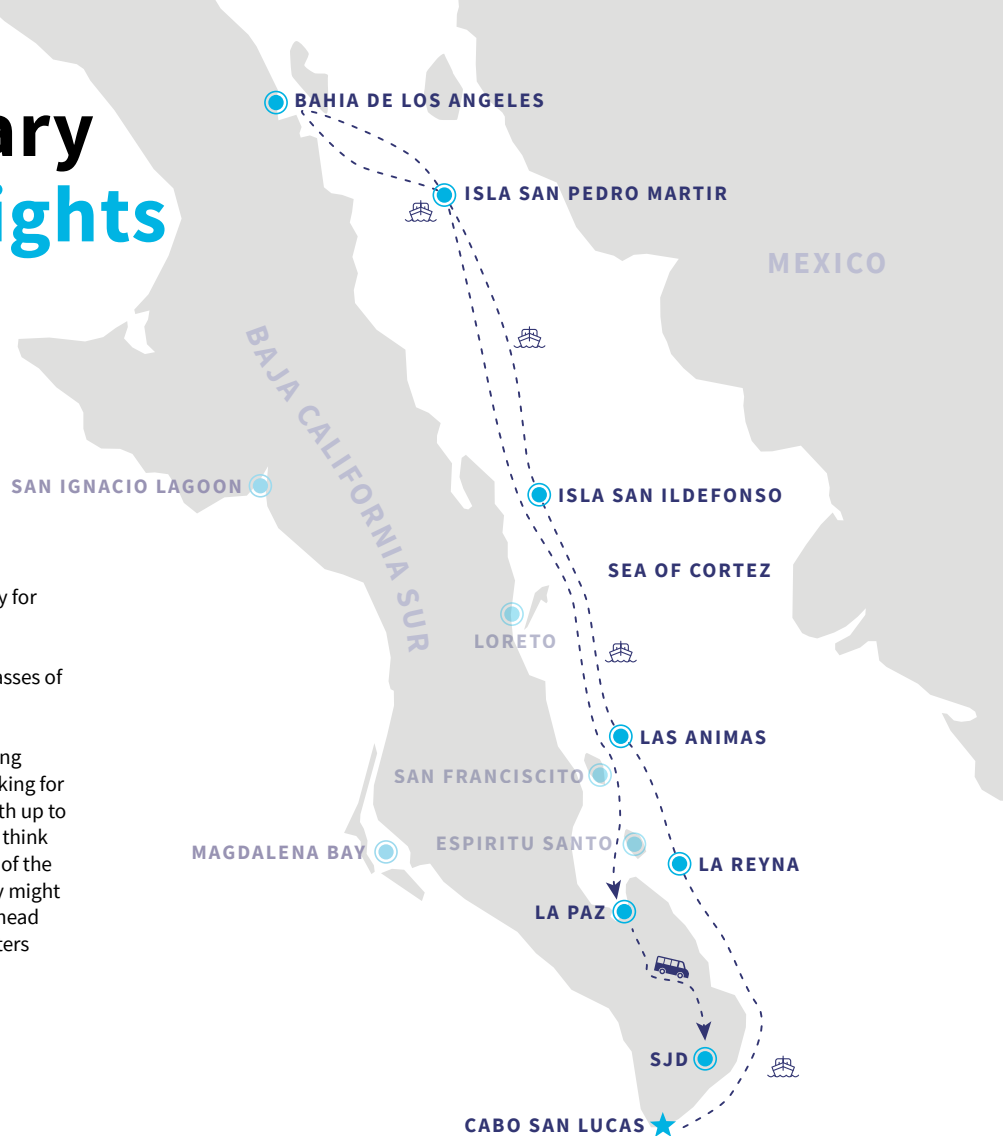 ary
ights
y for
asses of
ng
king for
th up to
think
of the
y might
head
ters
BAHIA DE LOS ANGELES
ISLA SAN PEDRO MARTIR
MEXICO
BAJA CALIFORNIA SUR
SAN IGNACIO LAGOON
ISLA SAN ILDEFONSO
SEA OF CORTEZ
LORETO
LAS ANIMAS
SAN FRANCISCITO
ESPIRITU SANTO
MAGDALENA BAY
LA REYNA
LA PAZ
SJD
CABO SAN LUCAS